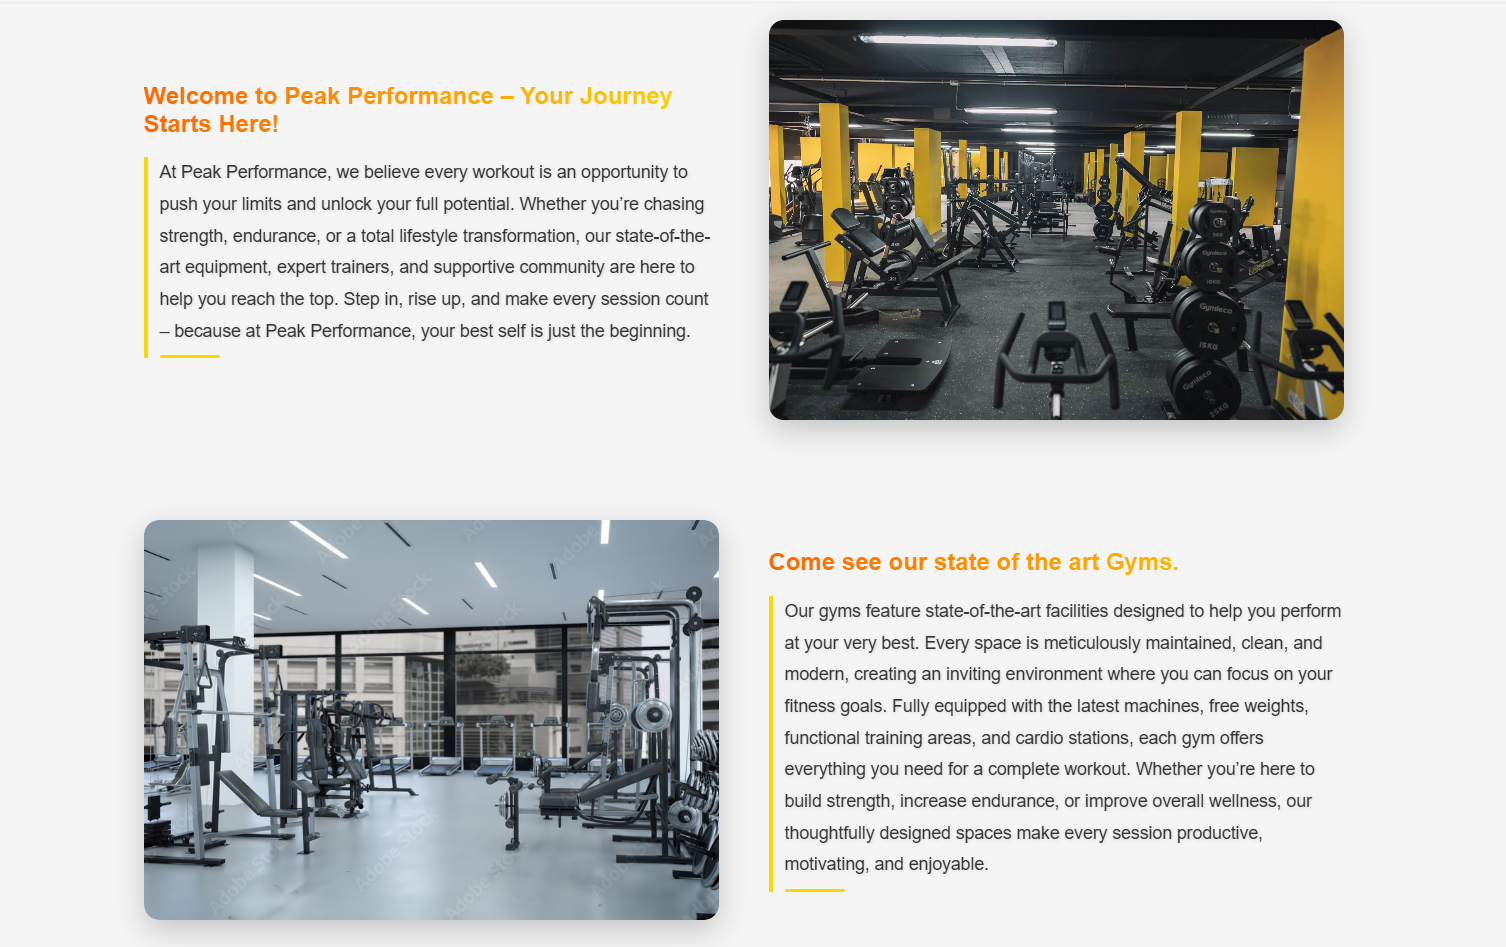 Welcome to Peak Performance – Your Journey
Starts Here!
At Peak Performance, we believe every workout is an opportunity to
push your limits and unlock your full potential. Whether you’re chasing
strength, endurance, or a total lifestyle transformation, our state-of-the-
art equipment, expert trainers, and supportive community are here to
help you reach the top. Step in, rise up, and make every session count
– because at Peak Performance, your best self is just the beginning.
Gymleco
Gymleco
15KG
Gymleco
25KG
Come see our state of the art Gyms.
Our gyms feature state-of-the-art facilities designed to help you perform
at your very best. Every space is meticulously maintained, clean, and
modern, creating an inviting environment where you can focus on your
fitness goals. Fully equipped with the latest machines, free weights,
functional training areas, and cardio stations, each gym offers
everything you need for a complete workout. Whether you’re here to
build strength, increase endurance, or improve overall wellness, our
thoughtfully designed spaces make every session productive,
motivating, and enjoyable.
Adobe Stock
Adobe Stock
Adobe Stock
Adobe Stock